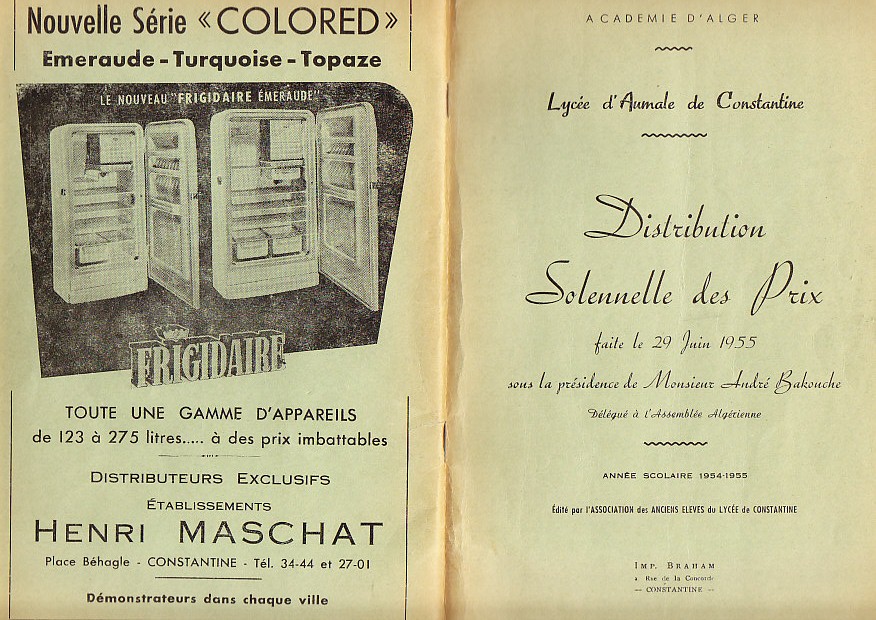 Nouvelle Série « COLORED »
Emeraude - Turquoise - Topaze
LE NOUVEAU "FRIGIDAIRE ÉMERAUDE"
FRIGIDAIRE
TOUTE UNE GAMME D'APPAREILS
de 123 à 275 litres..... à des prix imbattables
DISTRIBUTEURS EXCLUSIFS
ÉTABLISSEMENTS
HENRI MASCHAT
Place Béhagle - CONSTANTINE - Tél. 34-44 et 27-01
Démonstrateurs dans chaque ville
ACADEMIE D'ALGER
Lycée d'Aumale de Constantine
Distribution
Solennelle des Prix
faite le 29 Juin 1955
sous la présidence de Monsieur André Bakouche
Délégué à l'Assemblée Algérienne
ANNÉE SCOLAIRE 1954-1955
Édité par l'ASSOCIATION des ANCIENS ELEVES du LYCÉE de CONSTANTINE
IMP. BRAHAM
2 Rue de la Concorde
— CONSTANTINE —